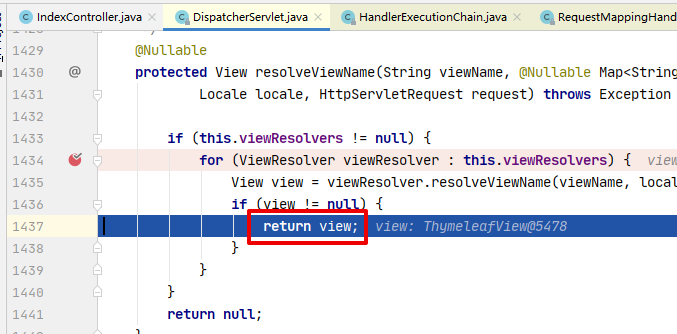 IndexController.java DispatcherServlet.java HandlerExecutionChain.java RequestMappingHand
1428 */
1429 @Nullable
1430 @ protected View resolveViewName(String viewName, @Nullable Map<String
1431 Locale locale, HttpServletRequest request) throws Exception
1432
1433 if (this.viewResolvers != null) {
1434 for (ViewResolver viewResolver : this.viewResolvers) { view
1435 View view = viewResolver.resolveViewName(viewName, local
1436 if (view != null) {
1437 return view; view: ThymeleafView@5478
1438 }
1439 }
1440 }
1441 return null;
1442 }